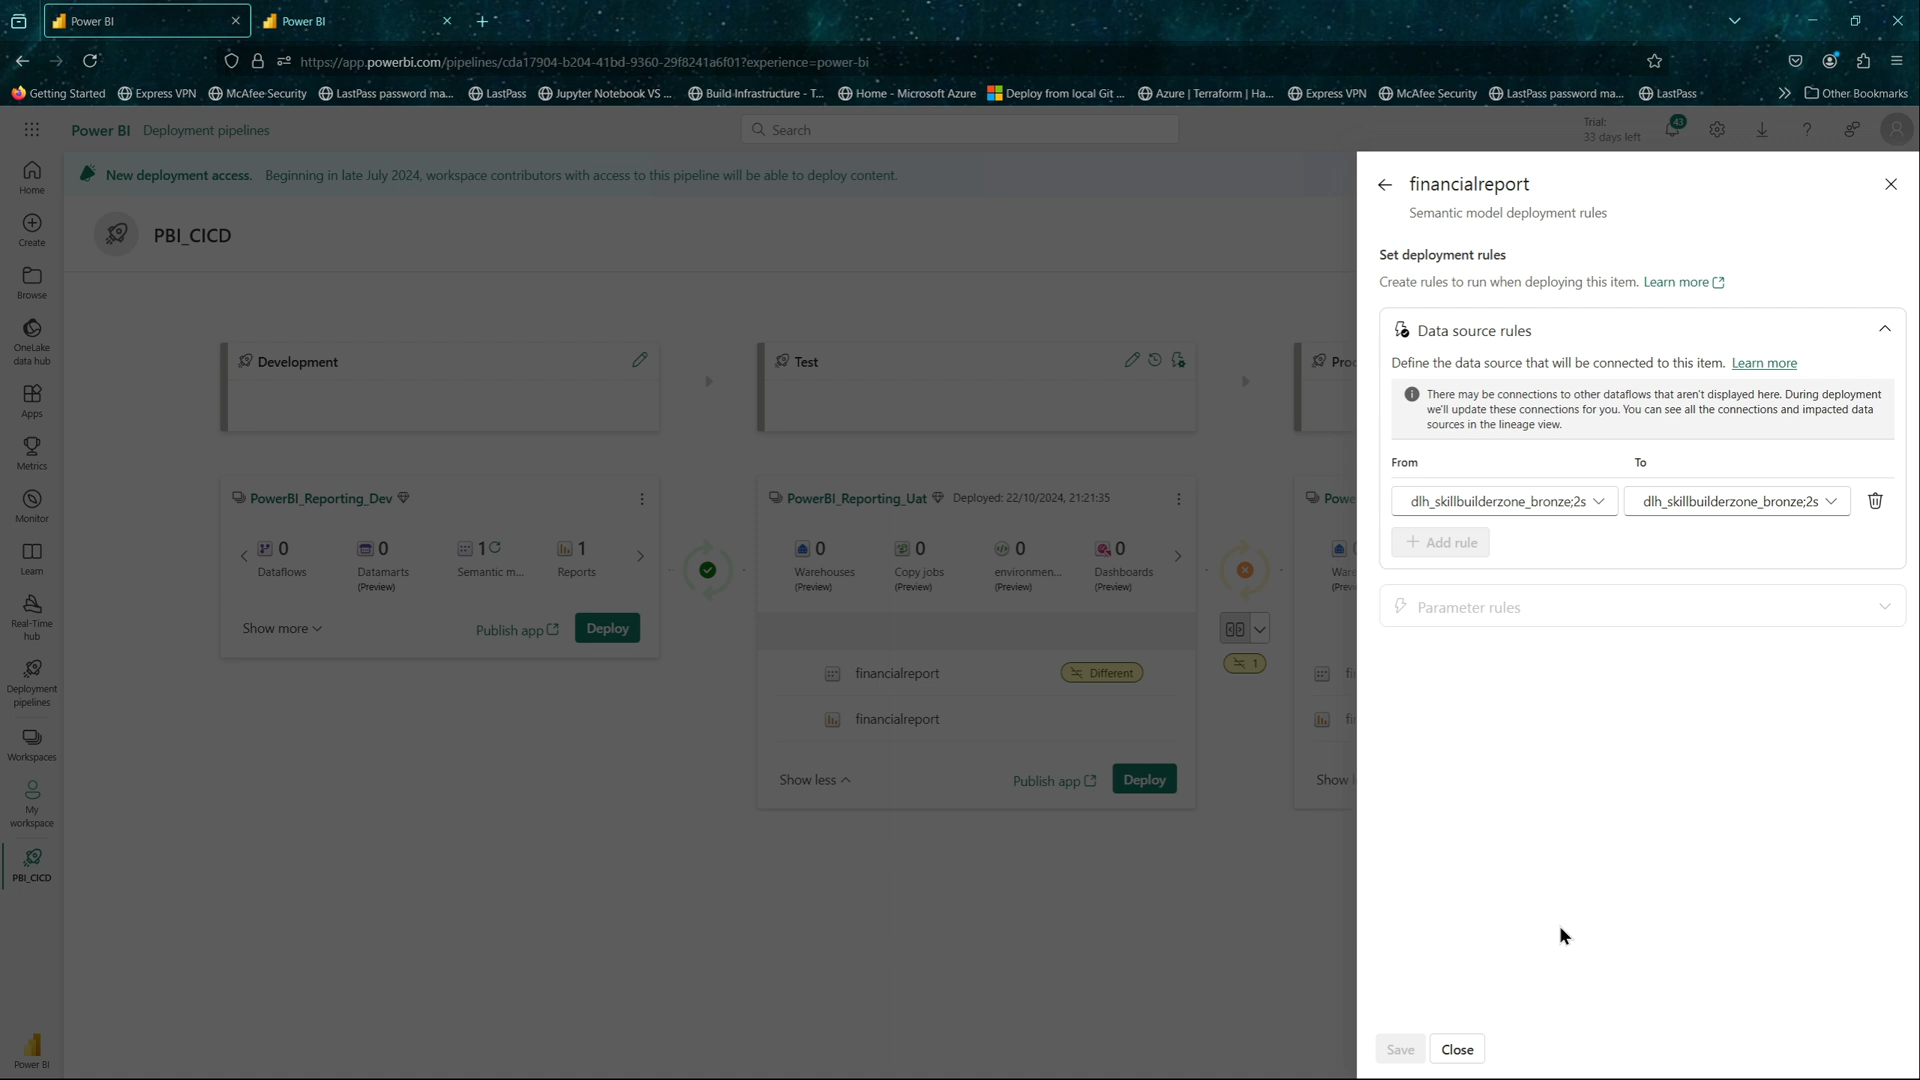 Power BI
Power BI
https://app.powerbi.com/pipelines/cda17904-b204-41bd-9360-29f8241a6f01?experience=power-bi
Getting Started
Express VPN
McAfee Security
LastPass password ma...
LastPass
Jupyter Notebook VS ...
Build-Infrastructure - T...
Home - Microsoft Azure
Deploy from local Git ...
Azure | Terraform | Ha...
Express VPN
McAfee Security
LastPass password ma...
LastPass
Other Bookmarks
Power BI Deployment pipelines
Search
Trial:
33 days left
43
Home
Create
Browse
OneLake
data hub
Apps
Metrics
Monitor
Learn
Real-Time
hub
Deployment
pipelines
Workspaces
My
workspace
PBI_CICD
Power BI
New deployment access. Beginning in late July 2024, workspace contributors with access to this pipeline will be able to deploy content.
PBI_CICD
Development
PowerBI_Reporting_Dev
0
Dataflows
0
Datamarts
(Preview)
1
Semantic m...
1
Reports
Show more
Publish app
Deploy
Test
PowerBI_Reporting_Uat
Deployed: 22/10/2024, 21:21:35
0
Warehouses
(Preview)
0
Copy jobs
(Preview)
0
environmen...
(Preview)
0
Dashboards
(Preview)
financialreport
Different
financialreport
Show less
Publish app
Deploy
1
Proc
Powe
0
Ware
(Prev
fi
fi
Show l
financialreport
Semantic model deployment rules
Set deployment rules
Create rules to run when deploying this item. Learn more
Data source rules
Define the data source that will be connected to this item. Learn more
There may be connections to other dataflows that aren't displayed here. During deployment
we'll update these connections for you. You can see all the connections and impacted data
sources in the lineage view.
From
To
dlh_skillbuilderzone_bronze;2s
dlh_skillbuilderzone_bronze;2s
Add rule
Parameter rules
Save
Close